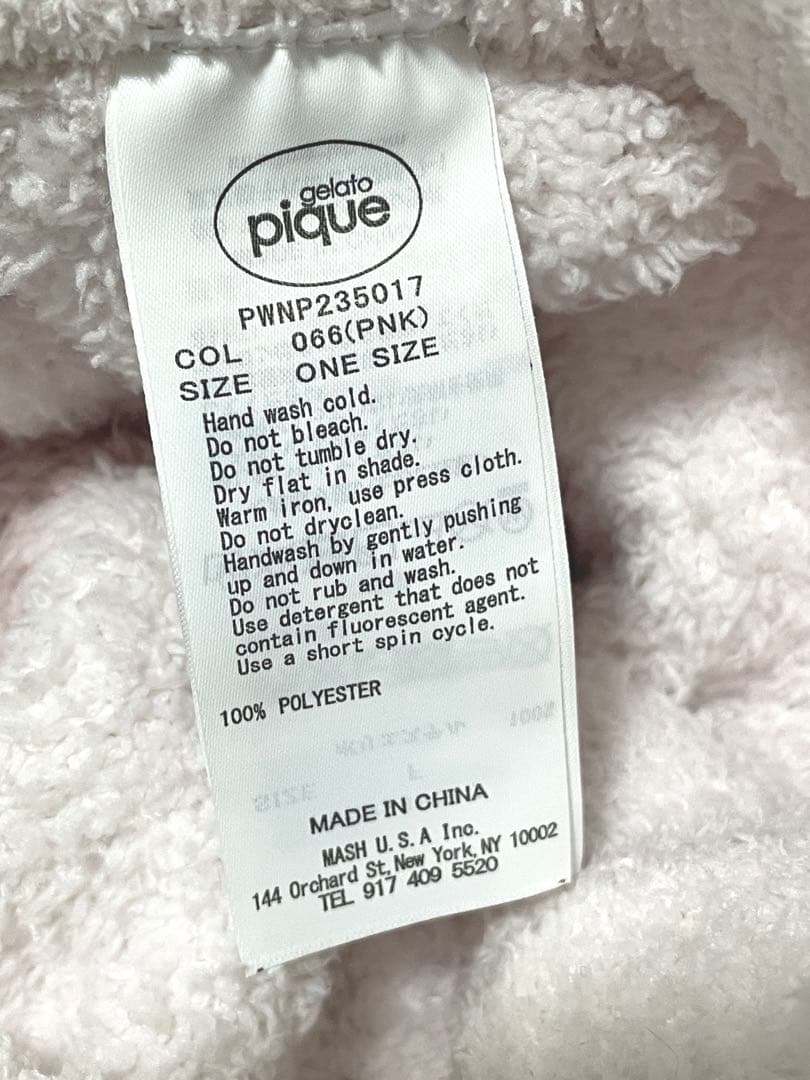 gelato
pique
PWNP235017
COL 066(PNK)
SIZE ONE SIZE
Hand wash cold.
Do not bleach.
Do not tumble dry.
Dry flat in shade.
Warm iron, use press cloth.
Do not dryclean.
Handwash by gently pushing
up and down in water.
Do not rub and wash.
Use detergent that does not
contain fluorescent agent.
Use a short spin cycle.
100% POLYESTER
MADE IN CHINA
MASH U.S.A Inc.
144 Orchard St, New York, NY 10002
TEL 917 409 5520